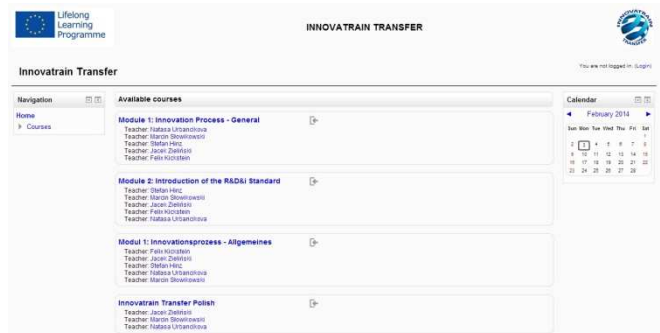 Lifelong
Learning
Programme
INNOVATRAIN TRANSFER
INNOVATRAIN
TRANSFER
Innovatrain Transfer
You are not logged in. (Login)
Navigation
Home
Courses
Available courses
Module 1: Innovation Process - General
Teacher: Natasa Urbancikova
Teacher: Marcin Słowikowski
Teacher: Stefan Hinz
Teacher: Jacek Zieliński
Teacher: Felix Kickstein
Module 2: Introduction of the R&D&i Standard
Teacher: Stefan Hinz
Teacher: Marcin Słowikowski
Teacher: Jacek Zieliński
Teacher: Felix Kickstein
Teacher: Natasa Urbancikova
Modul 1: Innovationsprozess - Allgemeines
Teacher: Felix Kickstein
Teacher: Jacek Zieliński
Teacher: Stefan Hinz
Teacher: Natasa Urbancikova
Teacher: Marcin Słowikowski
Innovatrain Transfer Polish
Teacher: Jacek Zieliński
Teacher: Marcin Słowikowski
Teacher: Natasa Urbancikova
Calendar
February 2014
Sun Mon Tue Wed Thu Fri Sat
1
2 3 4 5 6 7 8
9 10 11 12 13 14 15
16 17 18 19 20 21 22
23 24 25 26 27 28